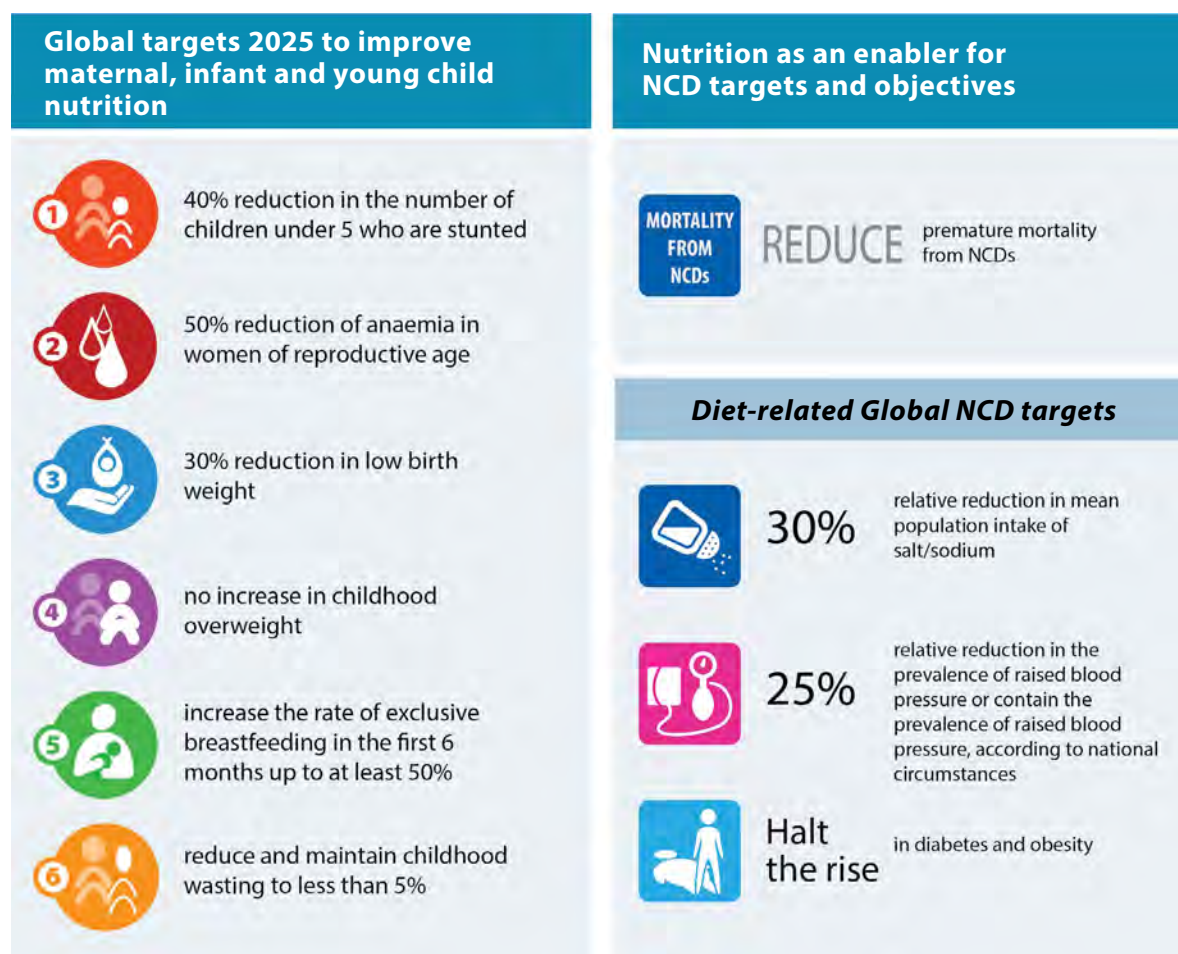 Global targets 2025 to improve
maternal, infant and young child
nutrition
1
40% reduction in the number of
children under 5 who are stunted
2
50% reduction of anaemia in
women of reproductive age
3
30% reduction in low birth
weight
4
no increase in childhood
overweight
5
increase the rate of exclusive
breastfeeding in the first 6
months up to at least 50%
6
reduce and maintain childhood
wasting to less than 5%
Nutrition as an enabler for
NCD targets and objectives
MORTALITY
FROM
NCDs
REDUCE
premature mortality
from NCDs
Diet-related Global NCD targets
30%
relative reduction in mean
population intake of
salt/sodium
25%
relative reduction in the
prevalence of raised blood
pressure or contain the
prevalence of raised blood
pressure, according to national
circumstances
Halt
the rise
in diabetes and obesity